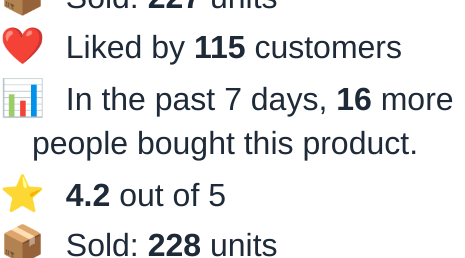 Sold: 227 units
Liked by 115 customers
In the past 7 days, 16 more
people bought this product.
4.2 out of 5
Sold: 228 units